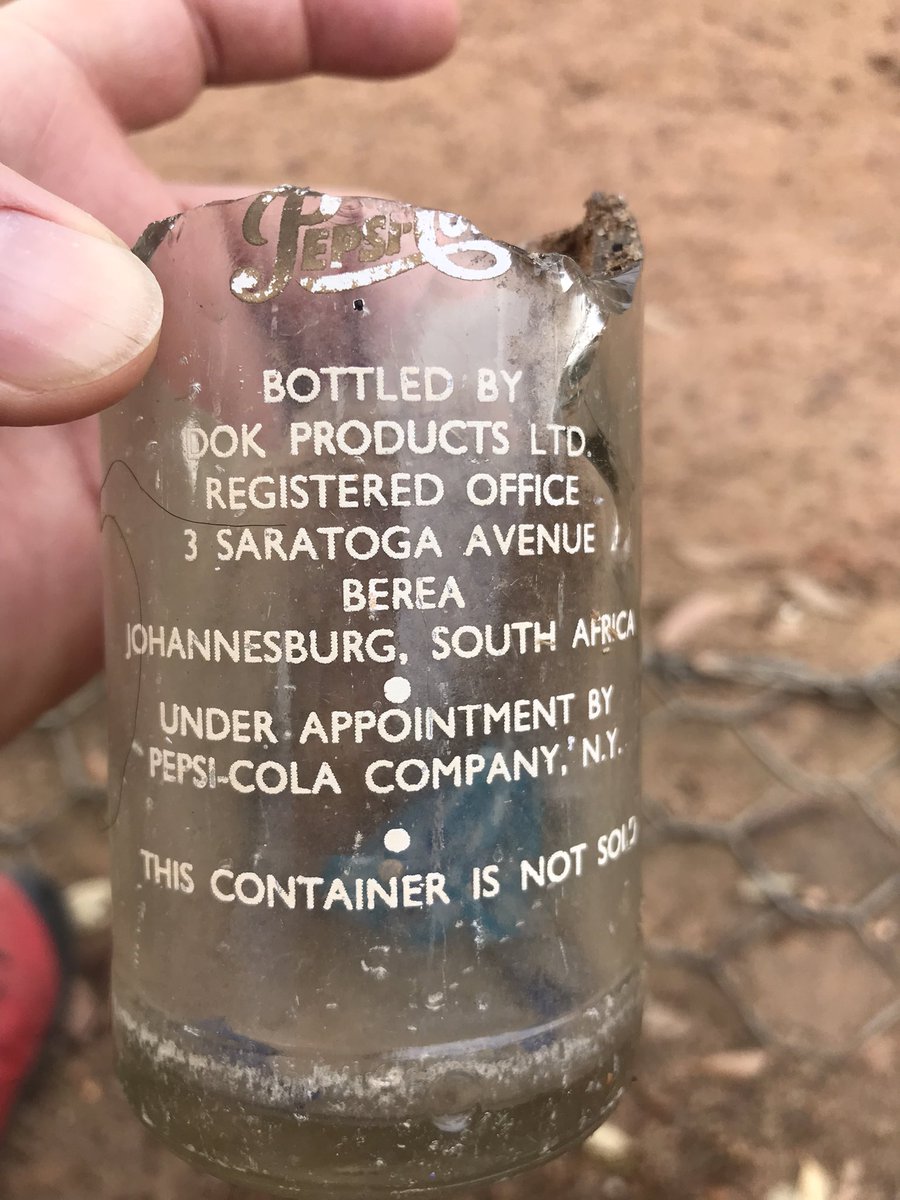 PEPSI-Co
BOTTLED BY
DOK PRODUCTS LTD.
REGISTERED OFFICE
3 SARATOGA AVENUE
BEREA
JOHANNESBURG, SOUTH AFRICA
UNDER APPOINTMENT BY
PEPSI-COLA COMPANY, N.Y.
THIS CONTAINER IS NOT SOLD